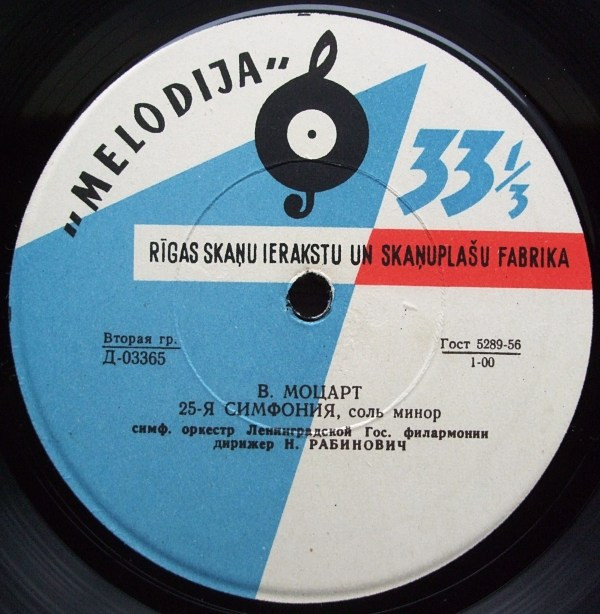 „MELODIJA"
33 1/3
RĪGAS SKAŅU IERAKSTU UN SKAŅUPLAŠU FABRIKA
Вторая гр.
Д-03365
Гост 5289-56
1-00
В. МОЦАРТ
25-Я СИМФОНИЯ, соль минор
симф. оркестр Ленинградской Гос. филармонии
дирижер Н. РАБИНОВИЧ